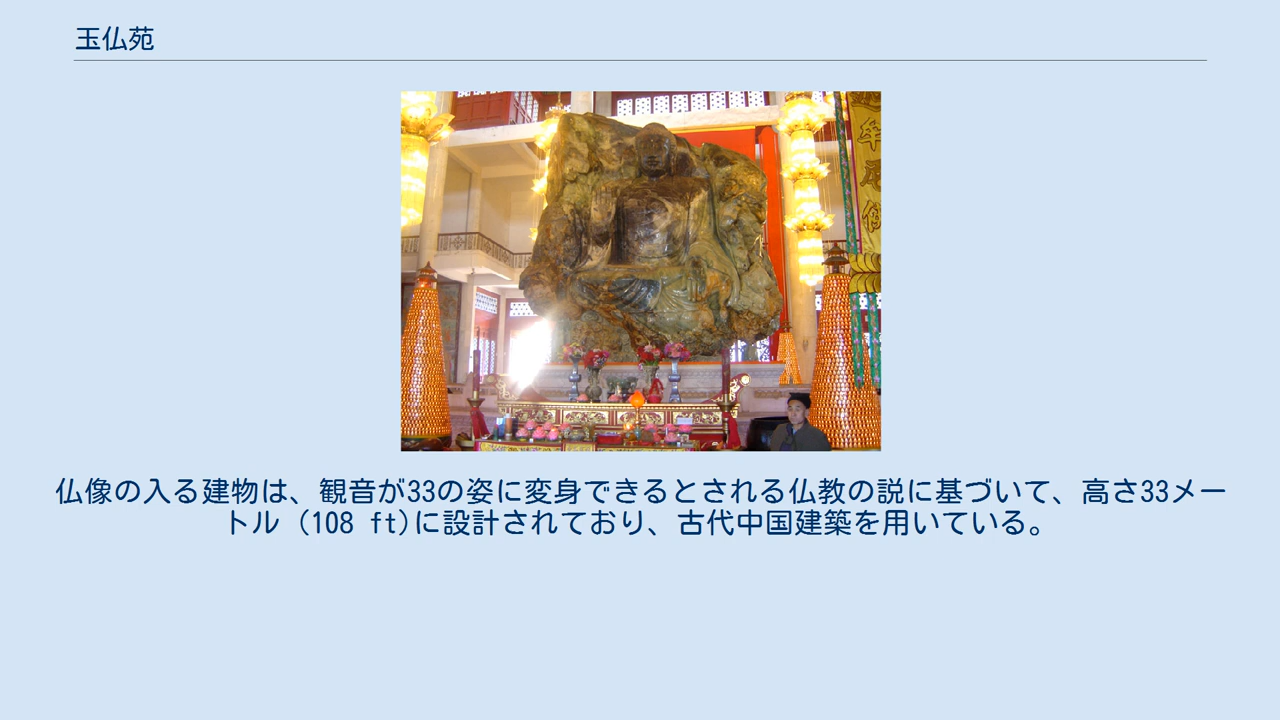 玉仏苑
仏像の入る建物は、観音が33の姿に変身できるとされる仏教の説に基づいて、高さ33メー
トル (108 ft)に設計されており、古代中国建築を用いている。